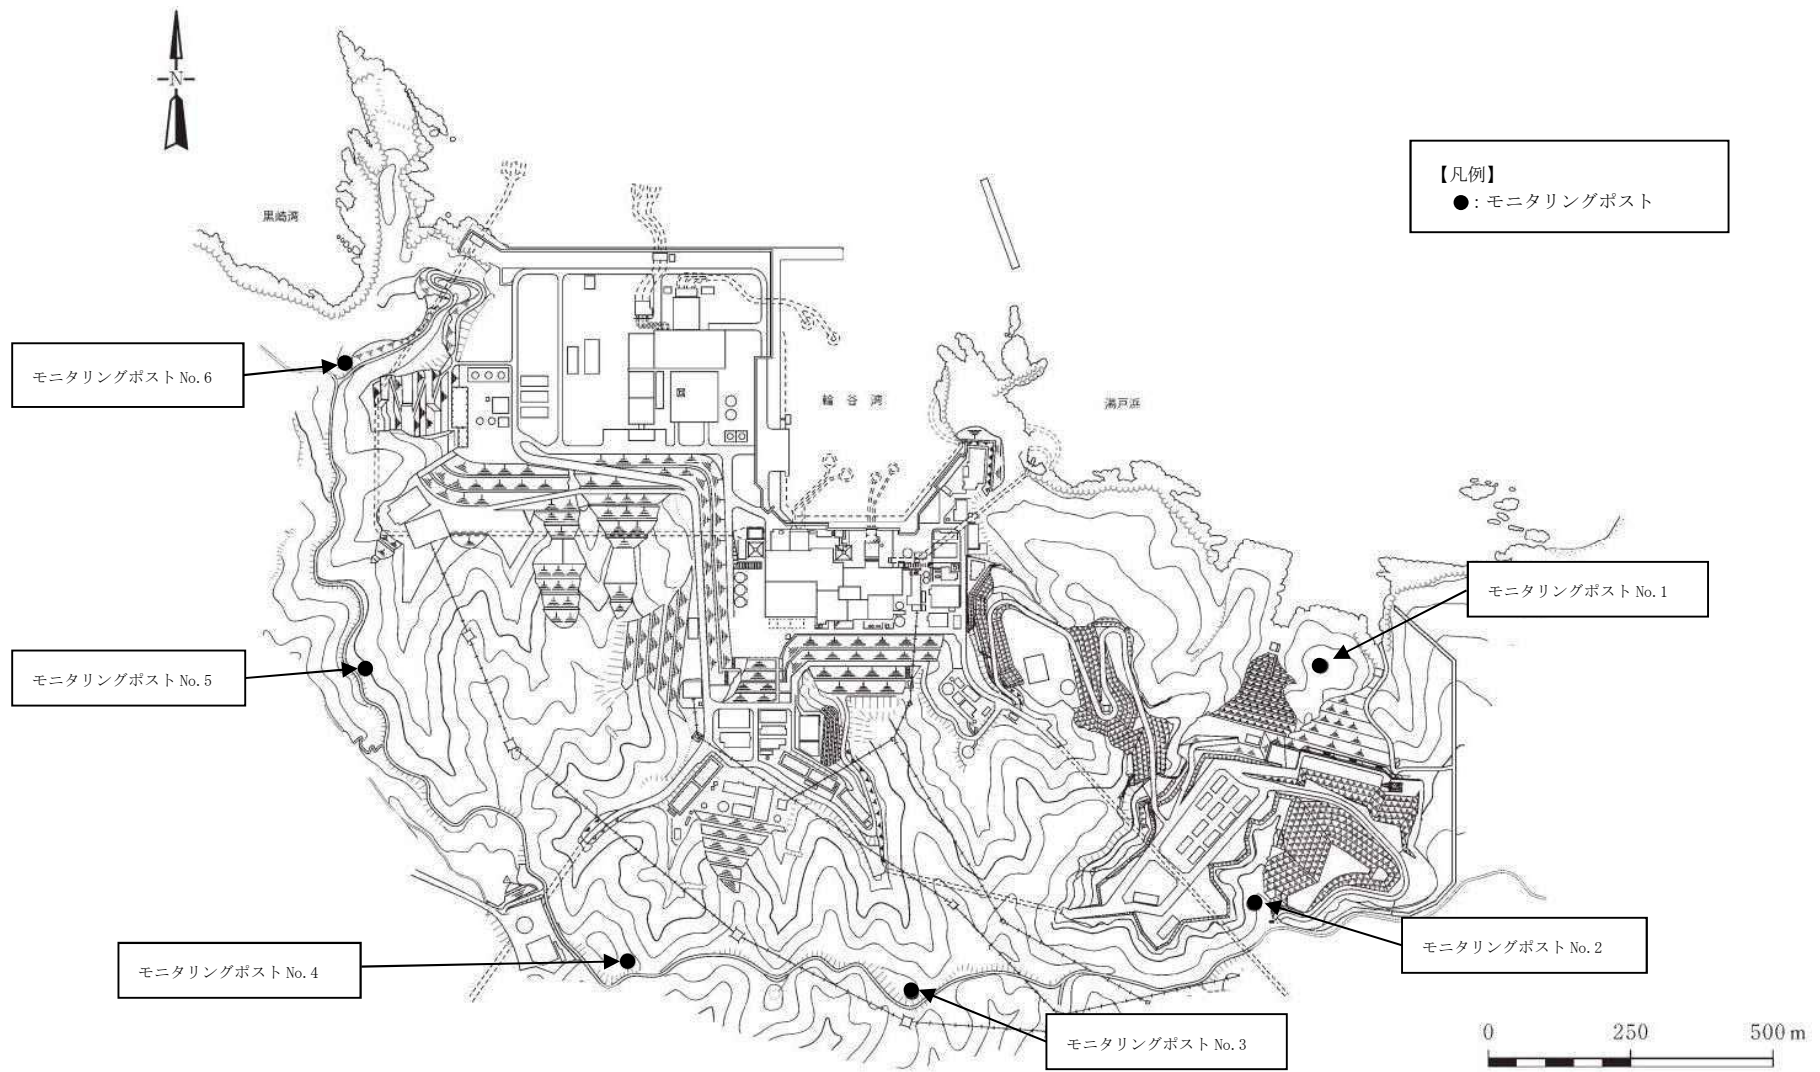 N
黒崎湾
【凡例】
●：モニタリングポスト
モニタリングポスト No.6
輪谷湾
湯戸浜
モニタリングポスト No.1
モニタリングポスト No.5
モニタリングポスト No.2
モニタリングポスト No.4
モニタリングポスト No.3
0 250 500 m